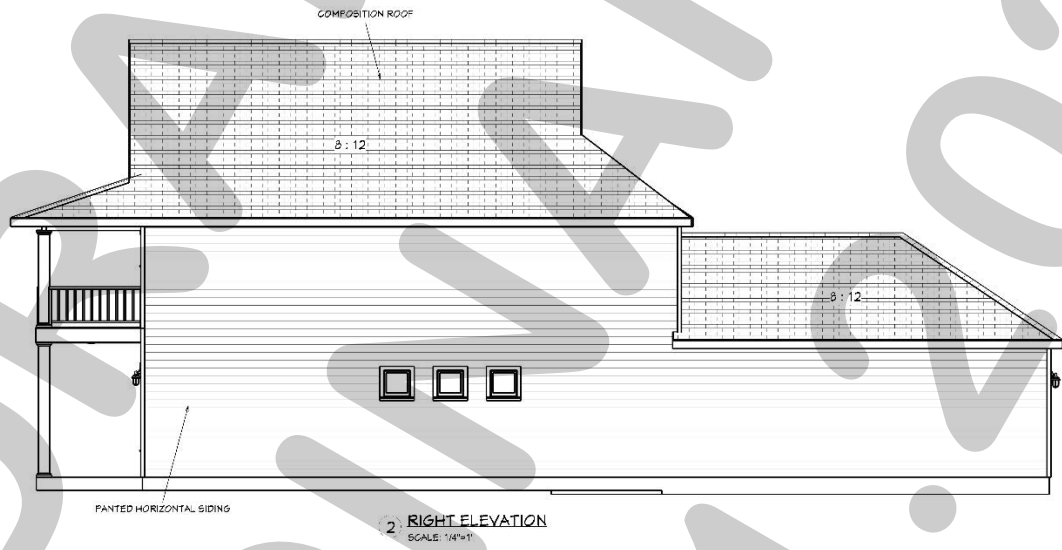 COMPOSITION ROOF
8 : 12
8 : 12
PANTED HORIZONTAL SIDING
2 RIGHT ELEVATION
SCALE: 1/4"=1'